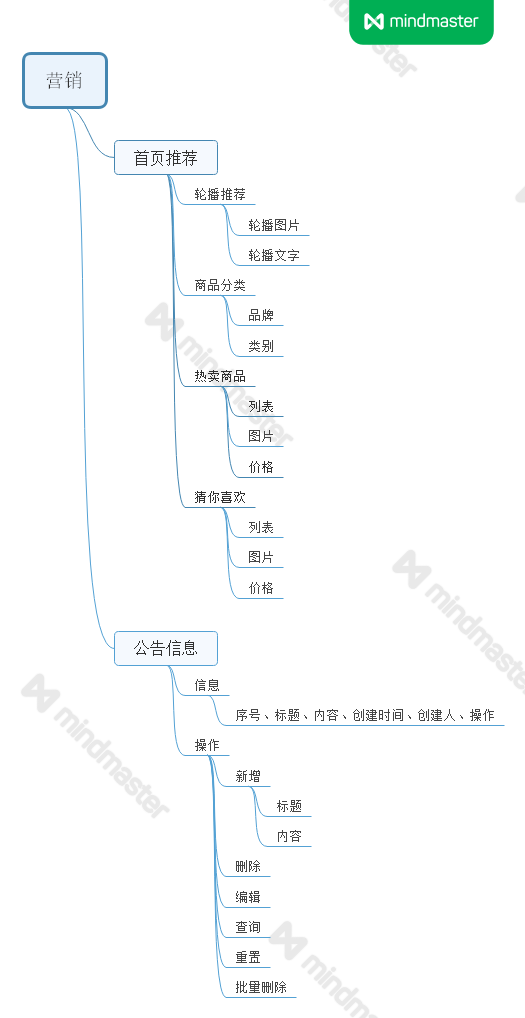 mindmaster
营销
首页推荐
轮播推荐
轮播图片
轮播文字
商品分类
品牌
类别
热卖商品
列表
图片
价格
猜你喜欢
列表
图片
价格
公告信息
信息
序号、标题、内容、创建时间、创建人、操作
操作
新增
标题
内容
删除
编辑
查询
重置
批量删除
mindmaster
mindmaster
mindmaster